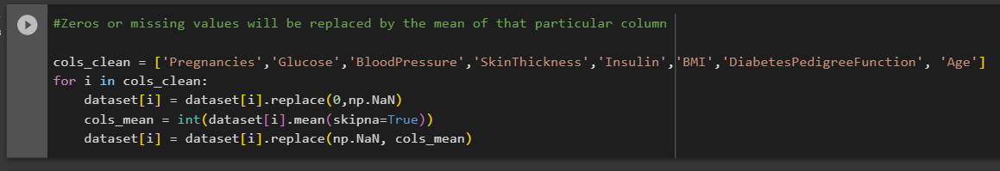 #Zeros or missing values will be replaced by the mean of that particular column
cols_clean = ['Pregnancies','Glucose','BloodPressure','SkinThickness','Insulin','BMI','DiabetesPedigreeFunction', 'Age']
for i in cols_clean:
    dataset[i] = dataset[i].replace(0,np.NaN)
    cols_mean = int(dataset[i].mean(skipna=True))
    dataset[i] = dataset[i].replace(np.NaN, cols_mean)